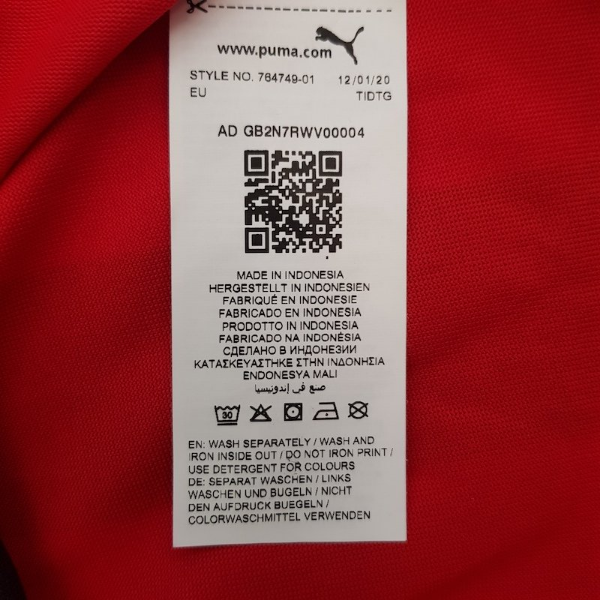 www.puma.com
STYLE NO. 764749-01 12/01/20
EU TIDTG
AD GB2N7RWV00004
MADE IN INDONESIA
HERGESTELLT IN INDONESIEN
FABRIQUÉ EN INDONESIE
FABRICADO EN INDONESIA
PRODOTTO IN INDONESIA
FABRICADO NA INDONÉSIA
СДЕЛАНО В ИНДОНЕЗИИ
ΚΑΤΑΣΚΕΥΑΣΤΗΚΕ ΣΤΗΝ ΙΝΔΟΝΗΣΙΑ
ENDONESYA MALI
صنع في إندونيسيا
30
EN: WASH SEPARATELY / WASH AND
IRON INSIDE OUT / DO NOT IRON PRINT /
USE DETERGENT FOR COLOURS
DE: SEPARAT WASCHEN / LINKS
WASCHEN UND BUGELN / NICHT
DEN AUFDRUCK BUEGELN /
COLORWASCHMITTEL VERWENDEN